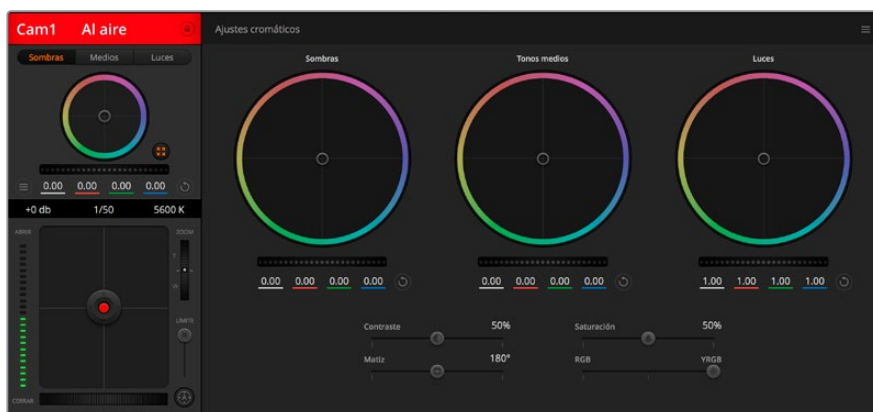 Cam1 Al aire
Ajustes cromáticos
Sombras Medios Luces
0.00 0.00 0.00 0.00
+0 db 1/50 5600 K
ABRIR ZOOM
T
W
LÍMITE
CERRAR
Sombras Tonos medios Luces
0.00 0.00 0.00 0.00 0.00 0.00 0.00 0.00 1.00 1.00 1.00 1.00
Contraste 50% Saturación 50%
Matiz 180° RGB YRGB